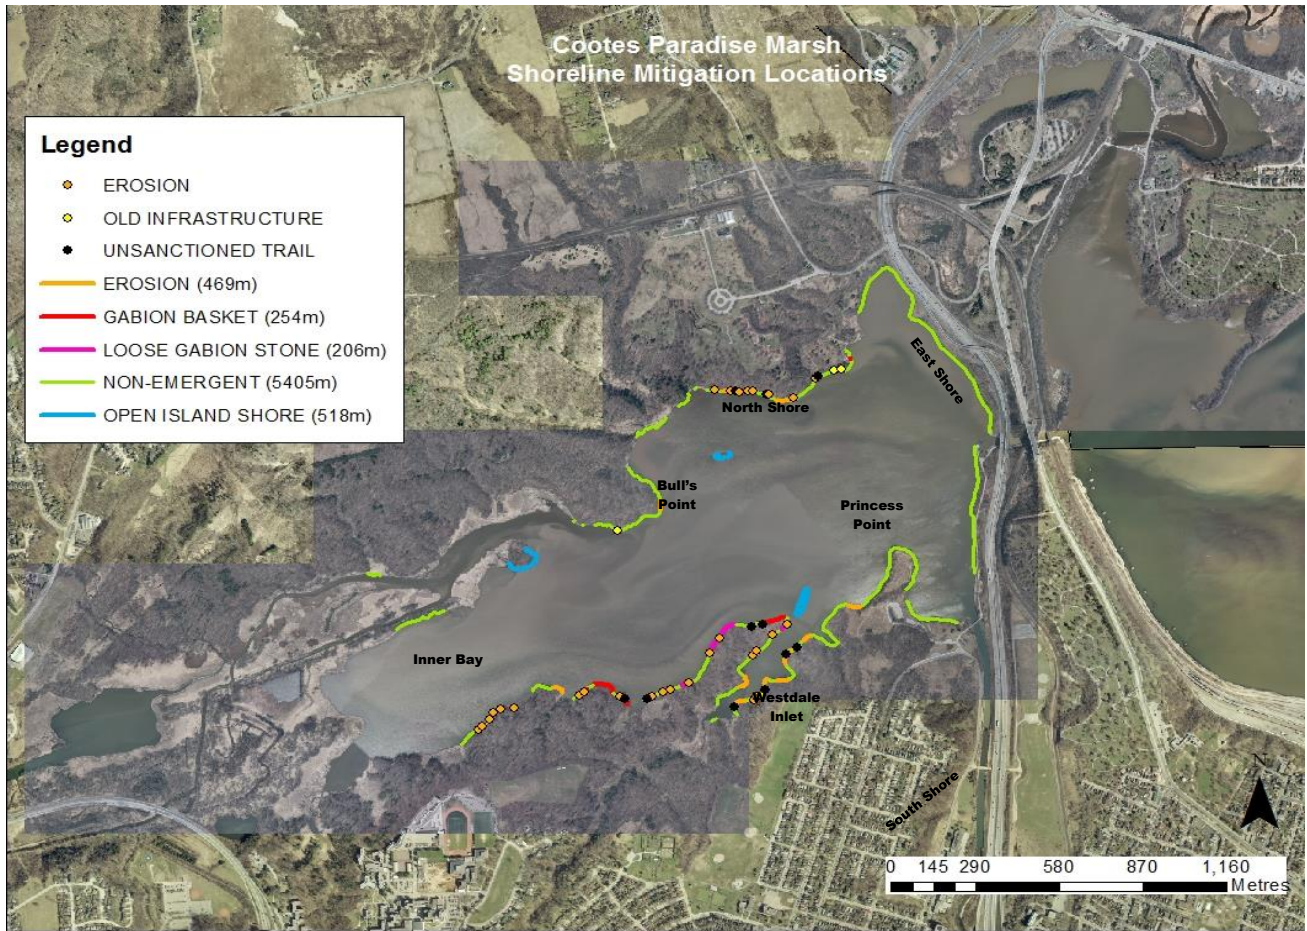 Cootes Paradise Marsh
Shoreline Mitigation Locations
Legend
EROSION
OLD INFRASTRUCTURE
UNSANCTIONED TRAIL
EROSION (469m)
GABION BASKET (254m)
LOOSE GABION STONE (206m)
NON-EMERGENT (5405m)
OPEN ISLAND SHORE (518m)
East Shore
North Shore
Bull's
Point
Princess
Point
Inner Bay
Westdale
Inlet
South Shore
N
0 145 290 580 870 1,160
Metres